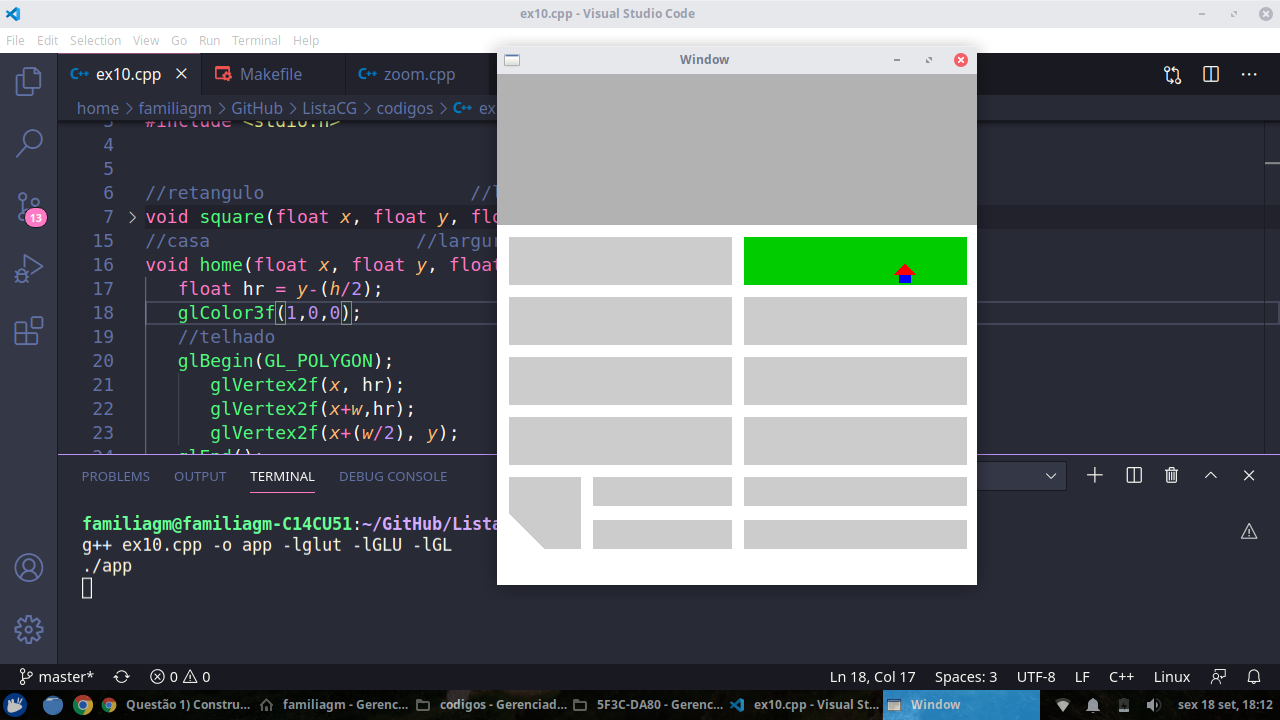 ex10.cpp - Visual Studio Code
File Edit Selection View Go Run Terminal Help
ex10.cpp Makefile zoom.cpp
home > familiagm > GitHub > ListaCG > codigos > ex
Window
3 #include <stdio.h>
4
5
6 //retangulo //l
7 void square(float x, float y, flo
15 //casa //largur
16 void home(float x, float y, float
17 float hr = y-(h/2);
18 glColor3f(1,0,0);
19 //telhado
20 glBegin(GL_POLYGON);
21 glVertex2f(x, hr);
22 glVertex2f(x+w,hr);
23 glVertex2f(x+(w/2), y);
24 glEnd();
13
PROBLEMS OUTPUT TERMINAL DEBUG CONSOLE
familiagm@familiagm-C14CU51:~/GitHub/Lista
g++ ex10.cpp -o app -lglut -lGLU -lGL
./app
master* 0 0 Ln 18, Col 17 Spaces: 3 UTF-8 LF C++ Linux
Questão 1) Constru... familiagm - Gerenc... codigos - Gerenciad... 5F3C-DA80 - Gerenc... ex10.cpp - Visual St... Window sex 18 set, 18:12